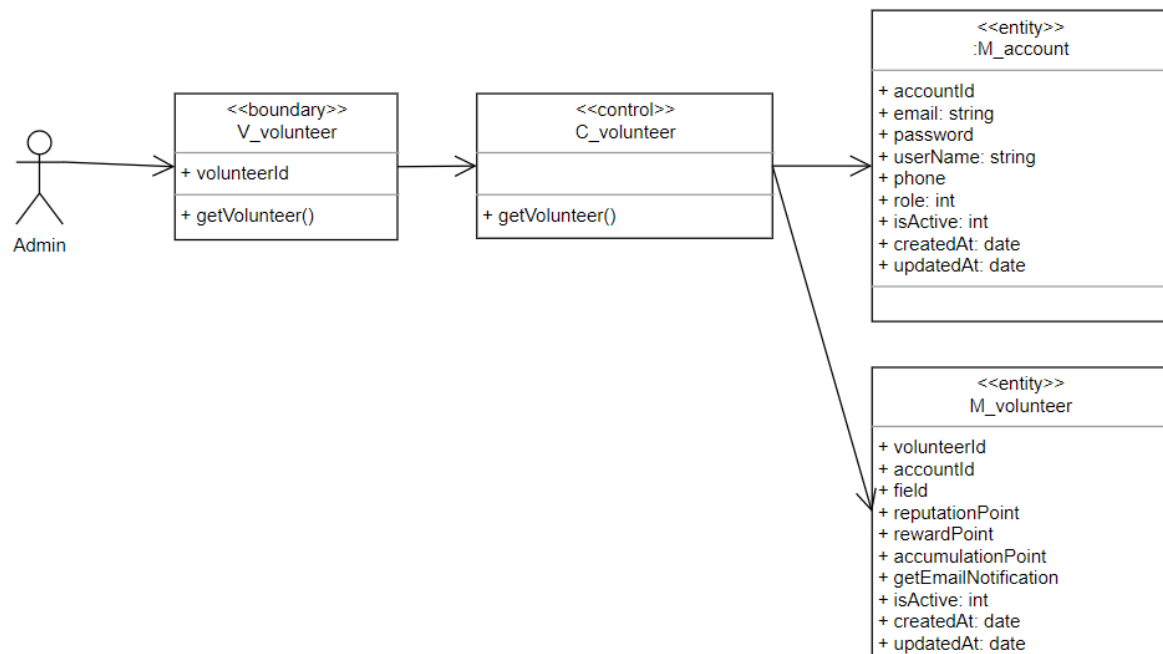 Admin
<<boundary>>
V_volunteer
+ volunteerId
+ getVolunteer()
<<control>>
C_volunteer
+ getVolunteer()
<<entity>>
:M_account
+ accountId
+ email: string
+ password
+ userName: string
+ phone
+ role: int
+ isActive: int
+ createdAt: date
+ updatedAt: date
<<entity>>
M_volunteer
+ volunteerId
+ accountId
+ field
+ reputationPoint
+ rewardPoint
+ accumulationPoint
+ getEmailNotification
+ isActive: int
+ createdAt: date
+ updatedAt: date